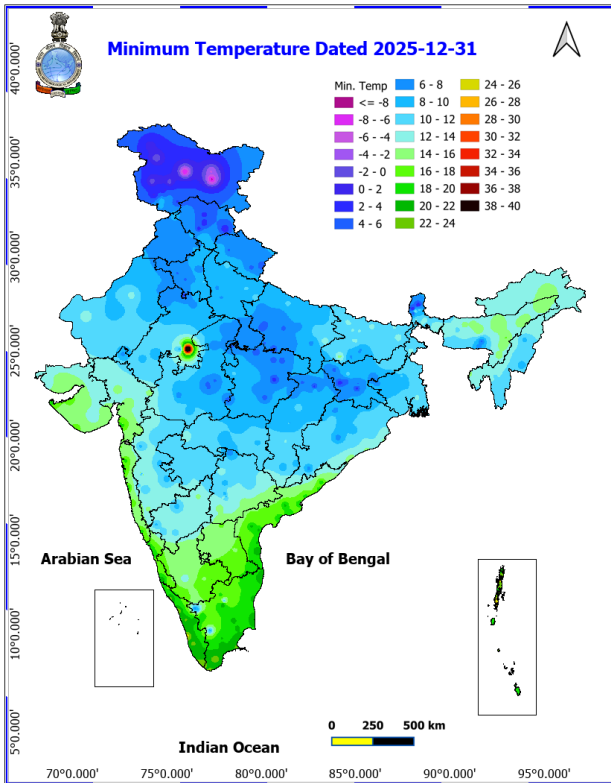 Minimum Temperature Dated 2025-12-31
Min. Temp
<= -8
-8 - -6
-6 - -4
-4 - -2
-2 - 0
0 - 2
2 - 4
4 - 6
6 - 8
8 - 10
10 - 12
12 - 14
14 - 16
16 - 18
18 - 20
20 - 22
22 - 24
24 - 26
26 - 28
28 - 30
30 - 32
32 - 34
34 - 36
36 - 38
38 - 40
40°0.000'
35°0.000'
30°0.000'
25°0.000'
20°0.000'
15°0.000'
10°0.000'
5°0.000'
Arabian Sea
Bay of Bengal
0 250 500 km
Indian Ocean
70°0.000' 75°0.000' 80°0.000' 85°0.000' 90°0.000' 95°0.000'